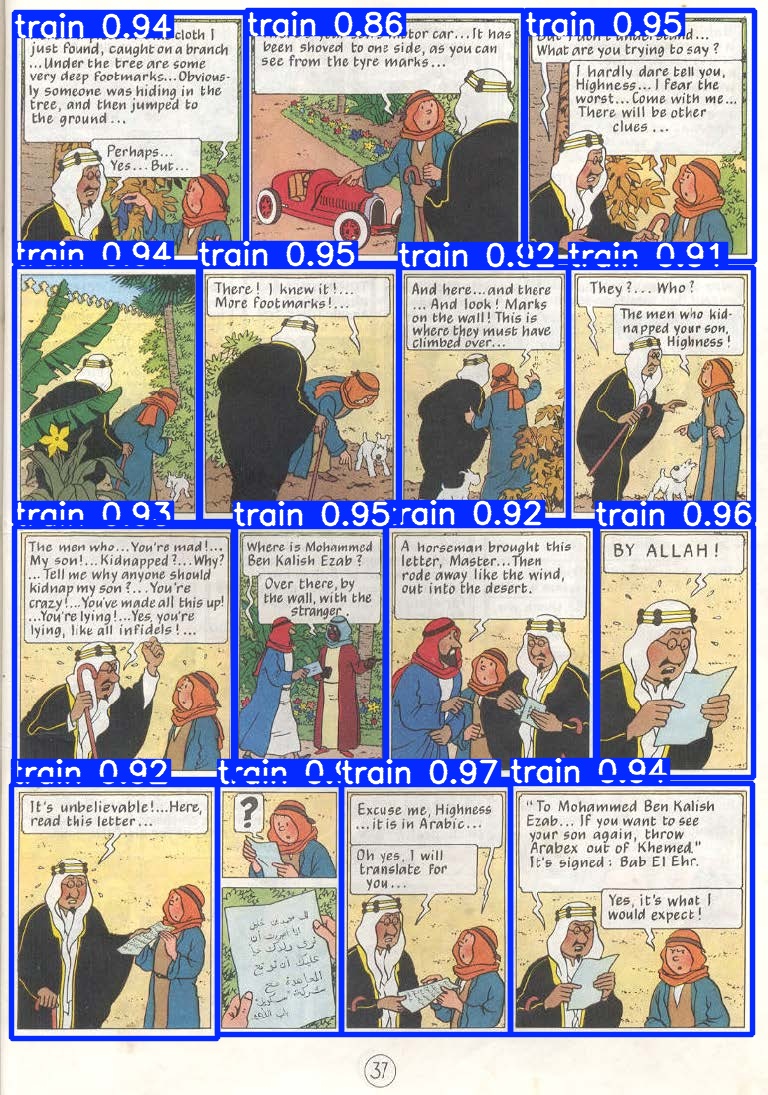 train 0.94
cloth I
just found, caught on a branch
...Under the tree are some
very deep footmarks...Obvious-
ly someone was hiding in the
tree, and then jumped to
the ground...
Perhaps...
Yes... But...
train 0.86
motor car... It has
been shoved to one side, as you can
see from the tyre marks...
train 0.95
But I don't understand...
What are you trying to say?
I hardly dare tell you,
Highness... I fear the
worst... Come with me...
There will be other
clues...
train 0.94
train 0.95
There! I knew it!...
More footmarks!...
train 0.92
And here...and there
...And look! Marks
on the wall! This is
where they must have
climbed over...
train 0.91
They?... Who?
The men who kid-
napped your son,
Highness!
train 0.93
The men who...You're mad!...
My son!...Kidnapped?...Why?
...Tell me why anyone should
kidnap my son?...You're
crazy!...You've made all this up!
...You're lying!...Yes, you're
lying, like all infidels!...
train 0.95
Where is Mohammed
Ben Kalish Ezab?
Over there, by
the wall, with the
stranger.
train 0.92
A horseman brought this
letter, Master...Then
rode away like the wind,
out into the desert.
train 0.96
BY ALLAH!
train 0.92
It's unbelievable!...Here,
read this letter...
train
?
train 0.97
Excuse me, Highness
...it is in Arabic...
Oh yes, I will
translate for
you...
train 0.94
"To Mohammed Ben Kalish
Ezab... If you want to see
your son again, throw
Arabex out of Khemed."
It's signed: Bab El Ehr.
Yes, it's what I
would expect!
37